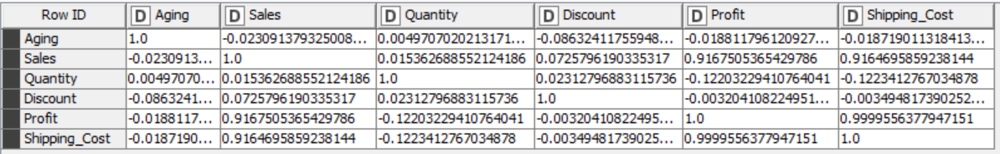 Row ID D Aging D Sales D Quantity D Discount D Profit D Shipping_Cost
Aging 1.0 -0.023091379325008... 0.0049707020213171... -0.08632411755948... -0.018811796120927... -0.018719011318413...
Sales -0.0230913... 1.0 0.015362688552124186 0.0725796190335317 0.9167505365429786 0.9164695859238144
Quantity 0.00497070... 0.015362688552124186 1.0 0.02312796883115736 -0.12203229410764041 -0.1223412767034878
Discount -0.0863241... 0.0725796190335317 0.02312796883115736 1.0 -0.003204108224951... -0.003494817390252...
Profit -0.0188117... 0.9167505365429786 -0.12203229410764041 -0.00320410822495... 1.0 0.9999556377947151
Shipping_Cost -0.0187190... 0.9164695859238144 -0.1223412767034878 -0.00349481739025... 0.9999556377947151 1.0